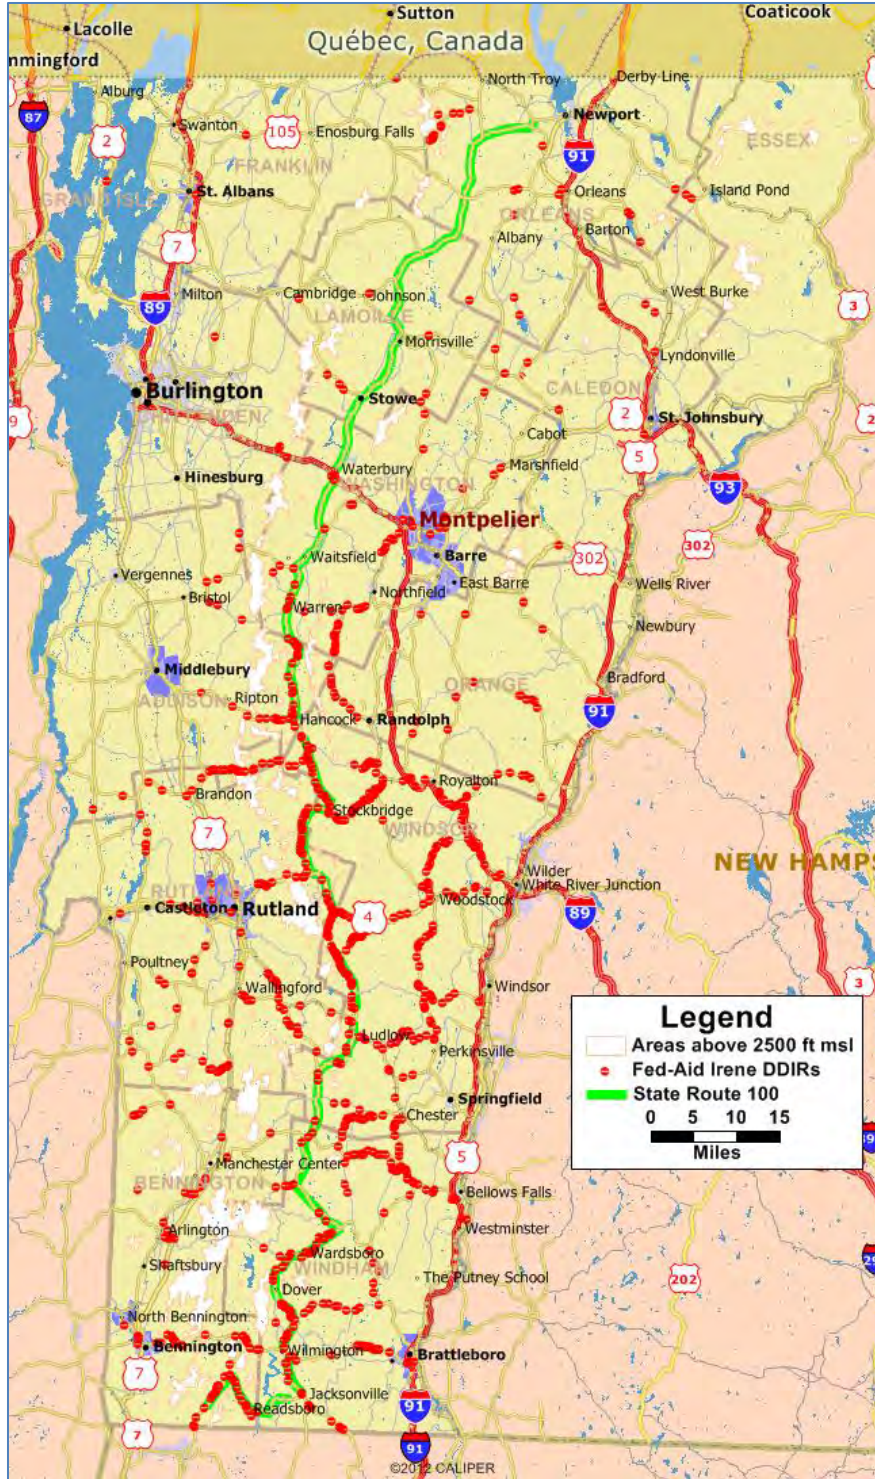 Lacolle
Sutton
Coaticook
mmingford
Québec, Canada
North Troy
Derby Line
Alburg
87
2
Swanton
105
Enosburg Falls
Newport
91
ESSEX
FRANKLIN
GRAND ISLE
St. Albans
Orleans
Island Pond
ORLEANS
7
Albany
Barton
89
Milton
Cambridge
Johnson
West Burke
3
LAMOILLE
Morrisville
Lyndonville
Burlington
CALEDON
Stowe
2
St. Johnsbury
9
2
Cabot
5
Waterbury
Marshfield
Hinesburg
WASHINGTON
93
Montpelier
302
Barre
302
Waitsfield
Vergennes
East Barre
Wells River
Bristol
Northfield
Warren
Newbury
Middlebury
ORANGE
Bradford
ADDISON
Ripton
Hancock
Randolph
91
Royalton
Brandon
Stockbridge
7
WINDSOR
NEW HAMPS
Wilder
White River Junction
RUTL
Woodstock
Castleton
Rutland
4
89
Poultney
Wallingford
Windsor
3
Legend
Areas above 2500 ft msl
Fed-Aid Irene DDIRs
State Route 100
0 5 10 15
Miles
Ludlow
Perkinsville
Springfield
Chester
5
Manchester Center
BENNINGTON
Bellows Falls
Arlington
Westminster
Wardsboro
Shaftsbury
WINDHAM
The Putney School
202
Dover
North Bennington
Bennington
Wilmington
Brattleboro
7
Jacksonville
91
Readsboro
7
91
©2012 CALIPER